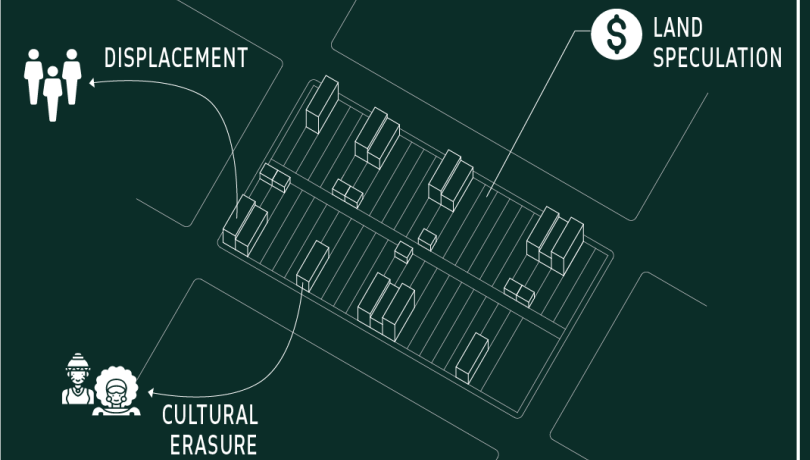 DISPLACEMENT
$
LAND
SPECULATION
CULTURAL
ERASURE